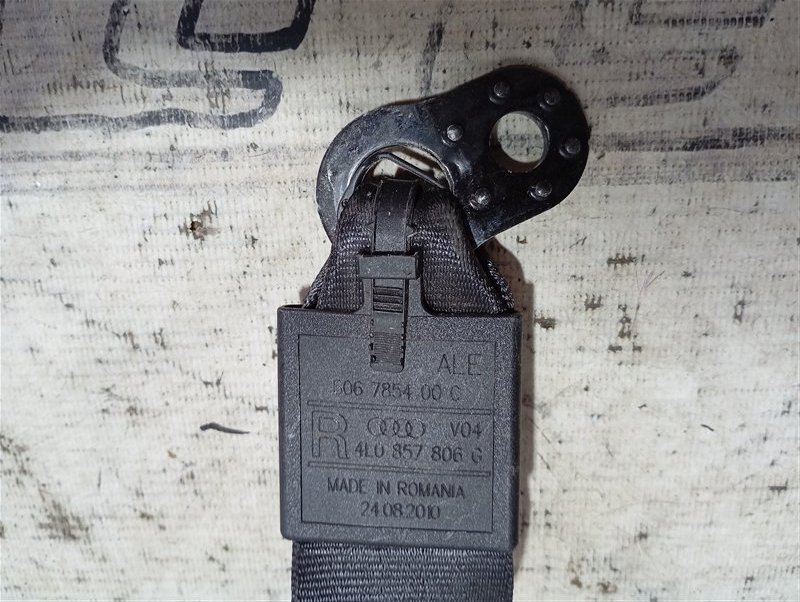 ALE
606 7854 00 C
R V04
4L0 857 806 G
MADE IN ROMANIA
24.08.2010